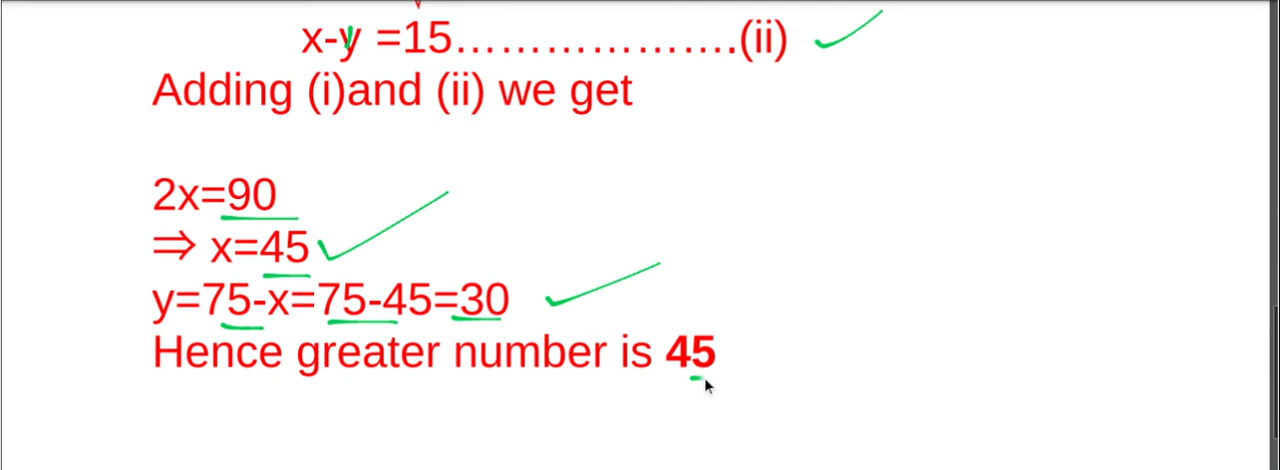 x-y =15………………….(ii)
Adding (i)and (ii) we get
2x=90
⇒ x=45
y=75-x=75-45=30
Hence greater number is 45